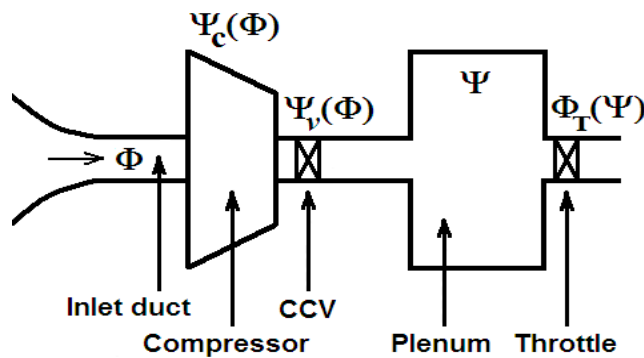 Ψc(Φ)
Ψv(Φ)
Ψ
ΦT(Ψ)
Φ
Inlet duct
CCV
Compressor
Plenum
Throttle